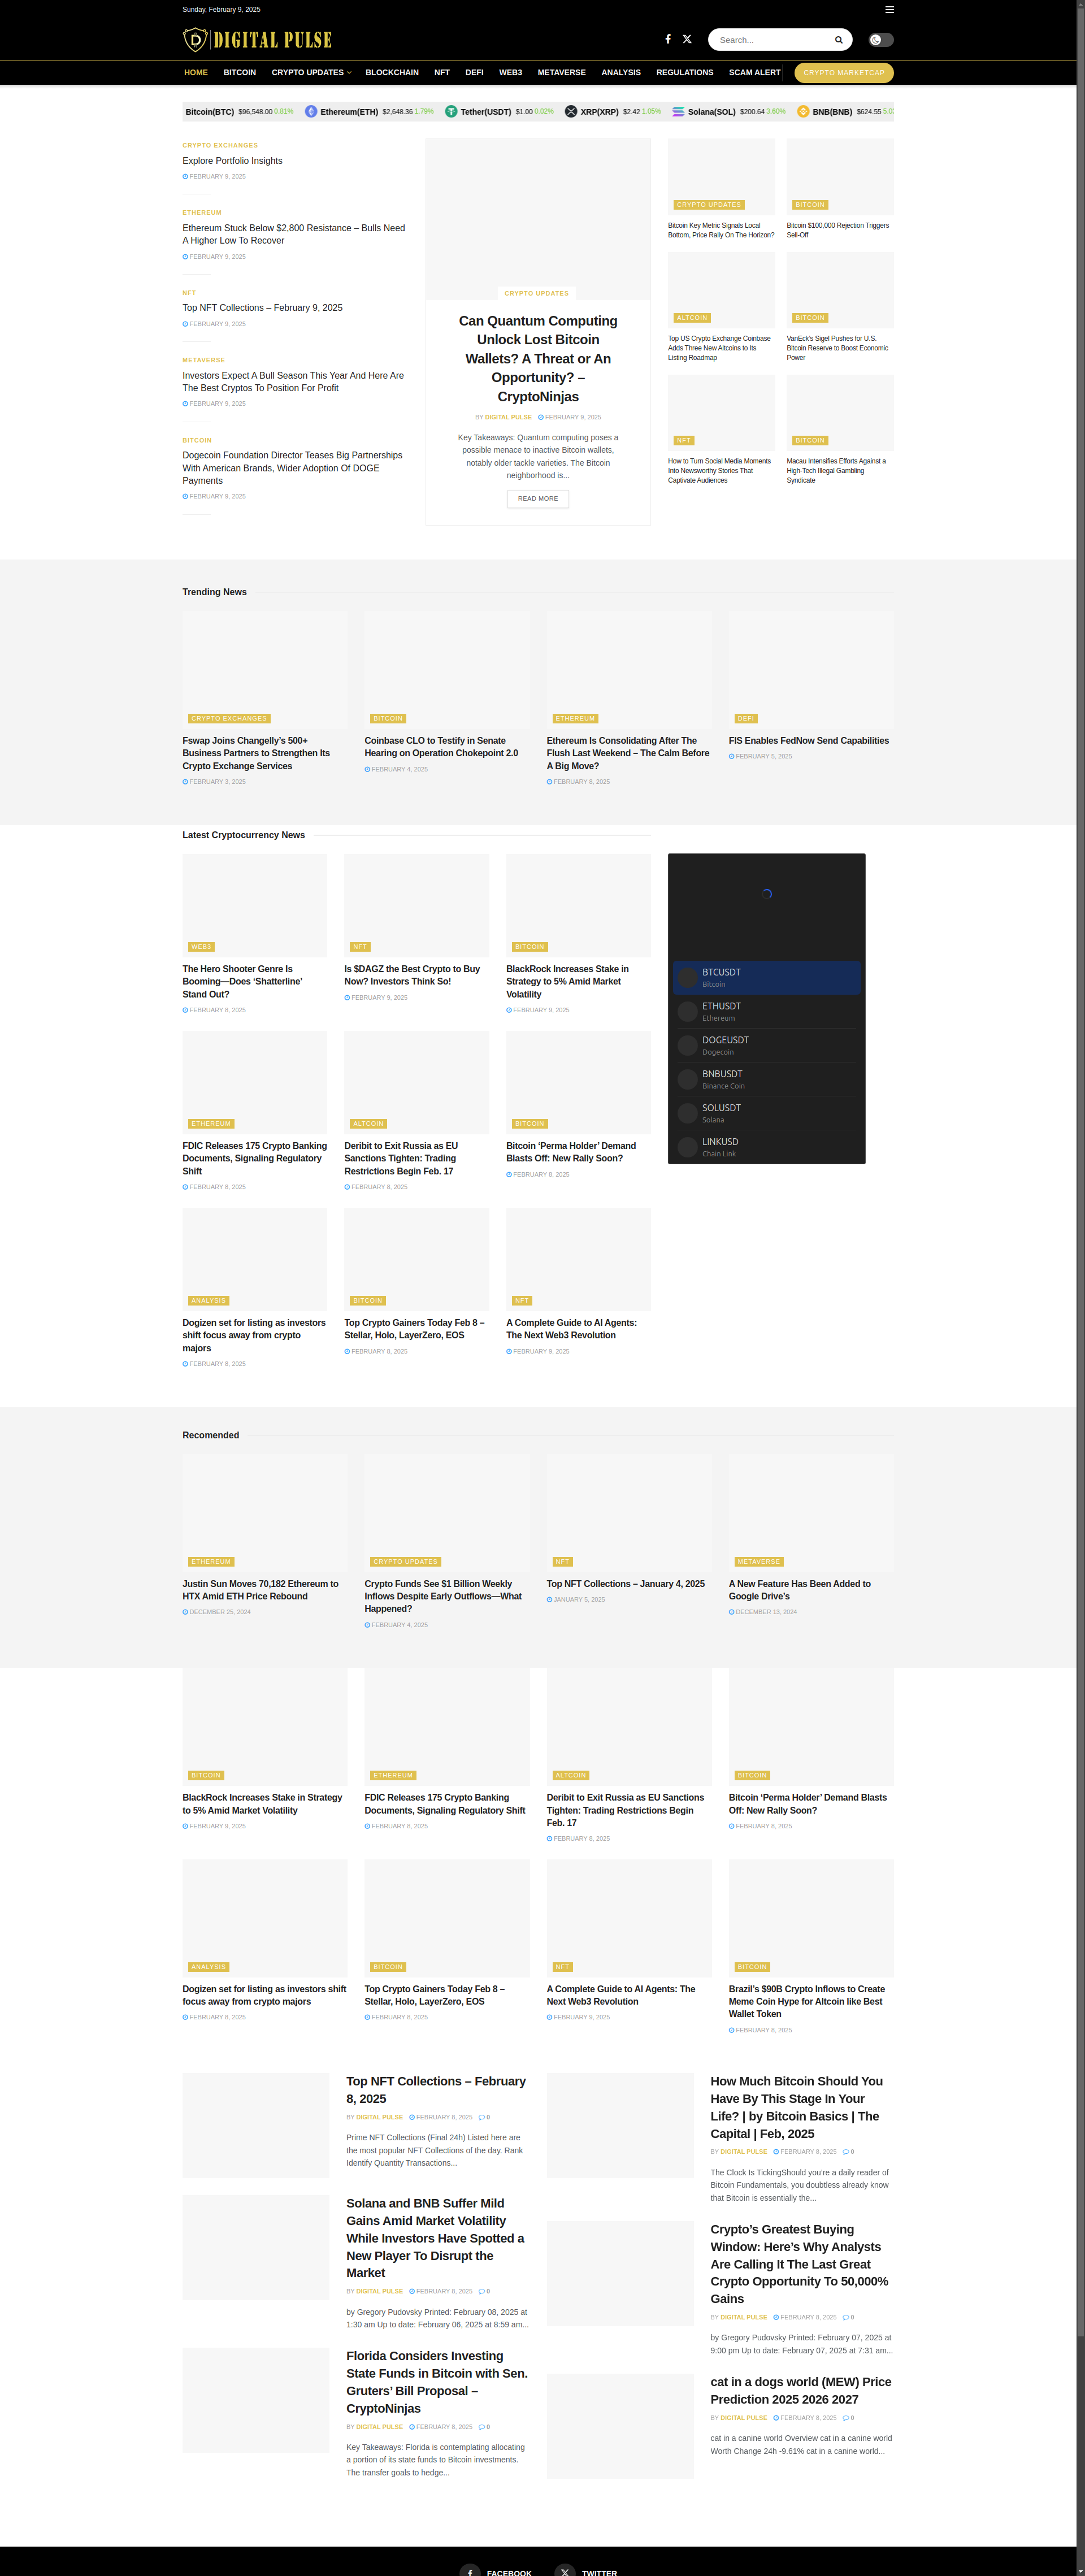 Sunday, February 9, 2025
DIGITAL PULSE
Search...
HOME BITCOIN CRYPTO UPDATES BLOCKCHAIN NFT DEFI WEB3 METAVERSE ANALYSIS REGULATIONS SCAM ALERT CRYPTO MARKETCAP
Bitcoin(BTC) $96,548.00 0.81% Ethereum(ETH) $2,648.36 1.79% Tether(USDT) $1.00 0.02% XRP(XRP) $2.42 1.05% Solana(SOL) $200.64 3.60% BNB(BNB) $624.55
CRYPTO EXCHANGES
Explore Portfolio Insights
FEBRUARY 9, 2025
ETHEREUM
Ethereum Stuck Below $2,800 Resistance – Bulls Need
A Higher Low To Recover
FEBRUARY 9, 2025
NFT
Top NFT Collections – February 9, 2025
FEBRUARY 9, 2025
METAVERSE
Investors Expect A Bull Season This Year And Here Are
The Best Cryptos To Position For Profit
FEBRUARY 9, 2025
BITCOIN
Dogecoin Foundation Director Teases Big Partnerships
With American Brands, Wider Adoption Of DOGE
Payments
FEBRUARY 9, 2025
CRYPTO UPDATES
Can Quantum Computing
Unlock Lost Bitcoin
Wallets? A Threat or An
Opportunity? –
CryptoNinjas
BY DIGITAL PULSE FEBRUARY 9, 2025
Key Takeaways: Quantum computing poses a
possible menace to inactive Bitcoin wallets,
notably older tackle varieties. The Bitcoin
neighborhood is...
READ MORE
CRYPTO UPDATES
Bitcoin Key Metric Signals Local
Bottom, Price Rally On The Horizon?
BITCOIN
Bitcoin $100,000 Rejection Triggers
Sell-Off
ALTCOIN
Top US Crypto Exchange Coinbase
Adds Three New Altcoins to Its
Listing Roadmap
BITCOIN
VanEck's Sigel Pushes for U.S.
Bitcoin Reserve to Boost Economic
Power
NFT
How to Turn Social Media Moments
Into Newsworthy Stories That
Captivate Audiences
BITCOIN
Macau Intensifies Efforts Against a
High-Tech Illegal Gambling
Syndicate
Trending News
CRYPTO EXCHANGES
Fswap Joins Changelly’s 500+
Business Partners to Strengthen Its
Crypto Exchange Services
FEBRUARY 3, 2025
BITCOIN
Coinbase CLO to Testify in Senate
Hearing on Operation Chokepoint 2.0
FEBRUARY 4, 2025
ETHEREUM
Ethereum Is Consolidating After The
Flush Last Weekend – The Calm Before
A Big Move?
FEBRUARY 8, 2025
DEFI
FIS Enables FedNow Send Capabilities
FEBRUARY 5, 2025
Latest Cryptocurrency News
WEB3
The Hero Shooter Genre Is
Booming—Does ‘Shatterline’
Stand Out?
FEBRUARY 8, 2025
NFT
Is $DAGZ the Best Crypto to Buy
Now? Investors Think So!
FEBRUARY 9, 2025
BITCOIN
BlackRock Increases Stake in
Strategy to 5% Amid Market
Volatility
FEBRUARY 9, 2025
ETHEREUM
FDIC Releases 175 Crypto Banking
Documents, Signaling Regulatory
Shift
FEBRUARY 8, 2025
ALTCOIN
Deribit to Exit Russia as EU
Sanctions Tighten: Trading
Restrictions Begin Feb. 17
FEBRUARY 8, 2025
BITCOIN
Bitcoin ‘Perma Holder’ Demand
Blasts Off: New Rally Soon?
FEBRUARY 8, 2025
ANALYSIS
Dogizen set for listing as investors
shift focus away from crypto
majors
FEBRUARY 8, 2025
BITCOIN
Top Crypto Gainers Today Feb 8 –
Stellar, Holo, LayerZero, EOS
FEBRUARY 8, 2025
NFT
A Complete Guide to AI Agents:
The Next Web3 Revolution
FEBRUARY 9, 2025
BTCUSDT
Bitcoin
ETHUSDT
Ethereum
DOGEUSDT
Dogecoin
BNBUSDT
Binance Coin
SOLUSDT
Solana
LINKUSD
Chain Link
Recomended
ETHEREUM
Justin Sun Moves 70,182 Ethereum to
HTX Amid ETH Price Rebound
DECEMBER 25, 2024
CRYPTO UPDATES
Crypto Funds See $1 Billion Weekly
Inflows Despite Early Outflows—What
Happened?
FEBRUARY 4, 2025
NFT
Top NFT Collections – January 4, 2025
JANUARY 5, 2025
METAVERSE
A New Feature Has Been Added to
Google Drive’s
DECEMBER 13, 2024
BITCOIN
BlackRock Increases Stake in Strategy
to 5% Amid Market Volatility
FEBRUARY 9, 2025
ETHEREUM
FDIC Releases 175 Crypto Banking
Documents, Signaling Regulatory Shift
FEBRUARY 8, 2025
ALTCOIN
Deribit to Exit Russia as EU Sanctions
Tighten: Trading Restrictions Begin
Feb. 17
FEBRUARY 8, 2025
BITCOIN
Bitcoin ‘Perma Holder’ Demand Blasts
Off: New Rally Soon?
FEBRUARY 8, 2025
ANALYSIS
Dogizen set for listing as investors shift
focus away from crypto majors
FEBRUARY 8, 2025
BITCOIN
Top Crypto Gainers Today Feb 8 –
Stellar, Holo, LayerZero, EOS
FEBRUARY 8, 2025
NFT
A Complete Guide to AI Agents: The
Next Web3 Revolution
FEBRUARY 9, 2025
BITCOIN
Brazil’s $90B Crypto Inflows to Create
Meme Coin Hype for Altcoin like Best
Wallet Token
FEBRUARY 8, 2025
Top NFT Collections – February
8, 2025
BY DIGITAL PULSE FEBRUARY 8, 2025 0
Prime NFT Collections (Final 24h) Listed here are
the most popular NFT Collections of the day. Rank
Identify Quantity Transactions...
Solana and BNB Suffer Mild
Gains Amid Market Volatility
While Investors Have Spotted a
New Player To Disrupt the
Market
BY DIGITAL PULSE FEBRUARY 8, 2025 0
by Gregory Pudovsky Printed: February 08, 2025 at
1:30 am Up to date: February 06, 2025 at 8:59 am...
Florida Considers Investing
State Funds in Bitcoin with Sen.
Gruters’ Bill Proposal –
CryptoNinjas
BY DIGITAL PULSE FEBRUARY 8, 2025 0
Key Takeaways: Florida is contemplating allocating
a portion of its state funds to Bitcoin investments.
The transfer goals to hedge...
How Much Bitcoin Should You
Have By This Stage In Your
Life? | by Bitcoin Basics | The
Capital | Feb, 2025
BY DIGITAL PULSE FEBRUARY 8, 2025 0
The Clock Is TickingShould you’re a daily reader of
Bitcoin Fundamentals, you doubtless already know
that Bitcoin is essentially the...
Crypto’s Greatest Buying
Window: Here’s Why Analysts
Are Calling It The Last Great
Crypto Opportunity To 50,000%
Gains
BY DIGITAL PULSE FEBRUARY 8, 2025 0
by Gregory Pudovsky Printed: February 07, 2025 at
9:00 pm Up to date: February 07, 2025 at 7:31 am...
cat in a dogs world (MEW) Price
Prediction 2025 2026 2027
BY DIGITAL PULSE FEBRUARY 8, 2025 0
cat in a canine world Overview cat in a canine world
Worth Change 24h -9.61% cat in a canine world...
FACEBOOK TWITTER